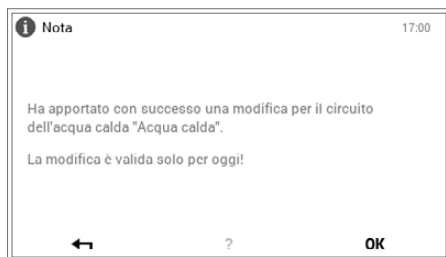 Nota
17:00
Ha apportato con successo una modifica per il circuito
dell'acqua calda "Acqua calda".
La modifica è valida solo per oggi!
?
OK